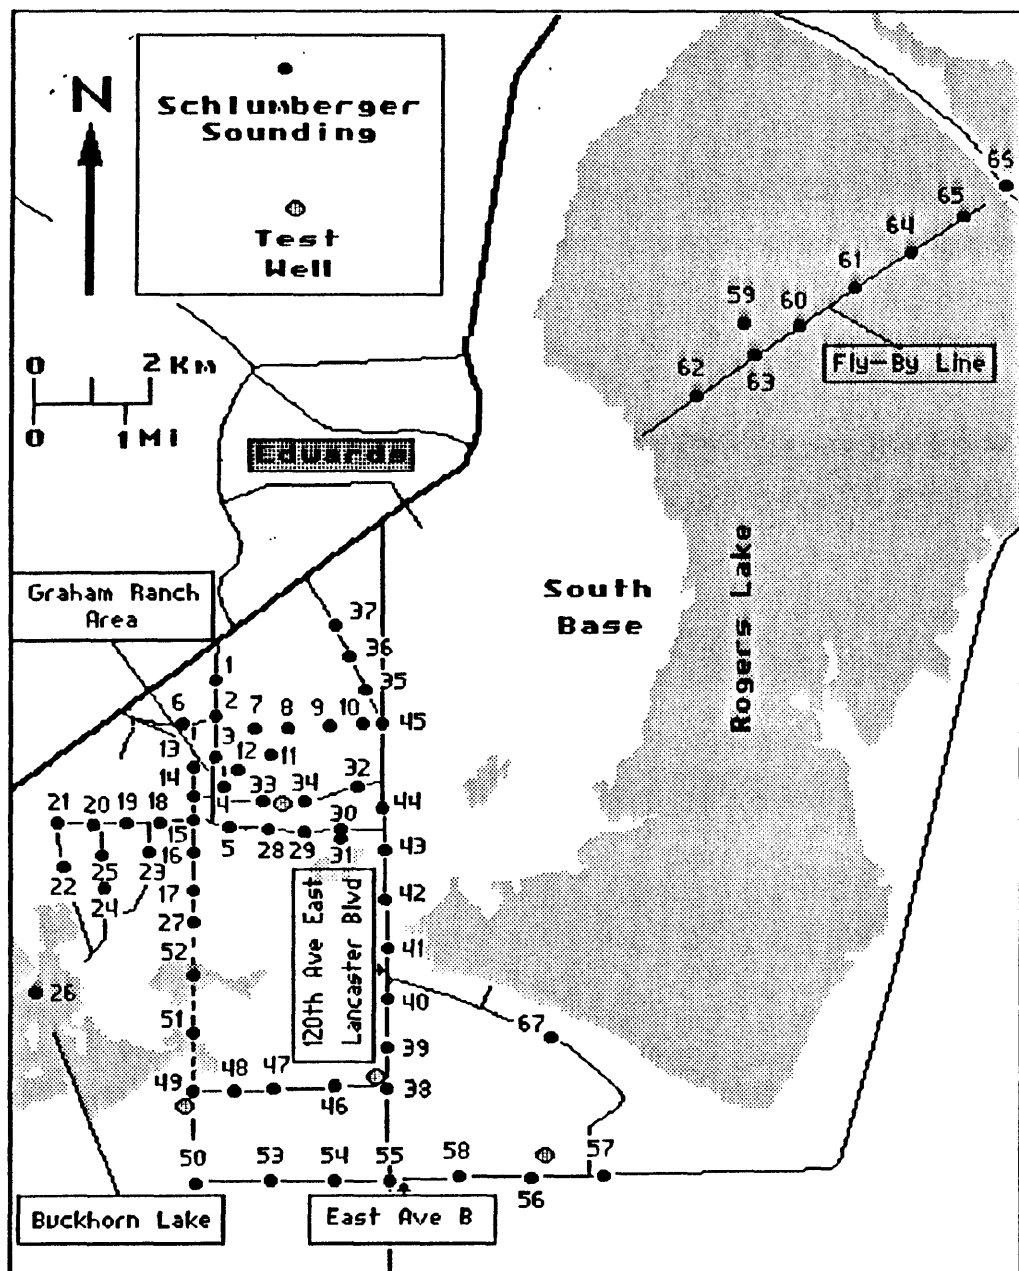 N
Schlumberger
Sounding
Test
Well
0 2 Km
0 1 Mi
Edwards
66
65
64
61
59 60
Fly-By Line
62 63
Graham Ranch
Area
South
Base
Rogers Lake
37
36
35
1
2
6 7 8 9 10 45
3
13 12 11
14 33 34 32
4 44
21 20 19 18
15 5 28 29 30
31 43
16
22 25 23
24 17 42
27
120th Ave East
Lancaster Blvd
52 41
26 40
51 67
39
49 48 47 46 38
50 53 54 55 58 56 57
Buckhorn Lake
East Ave B